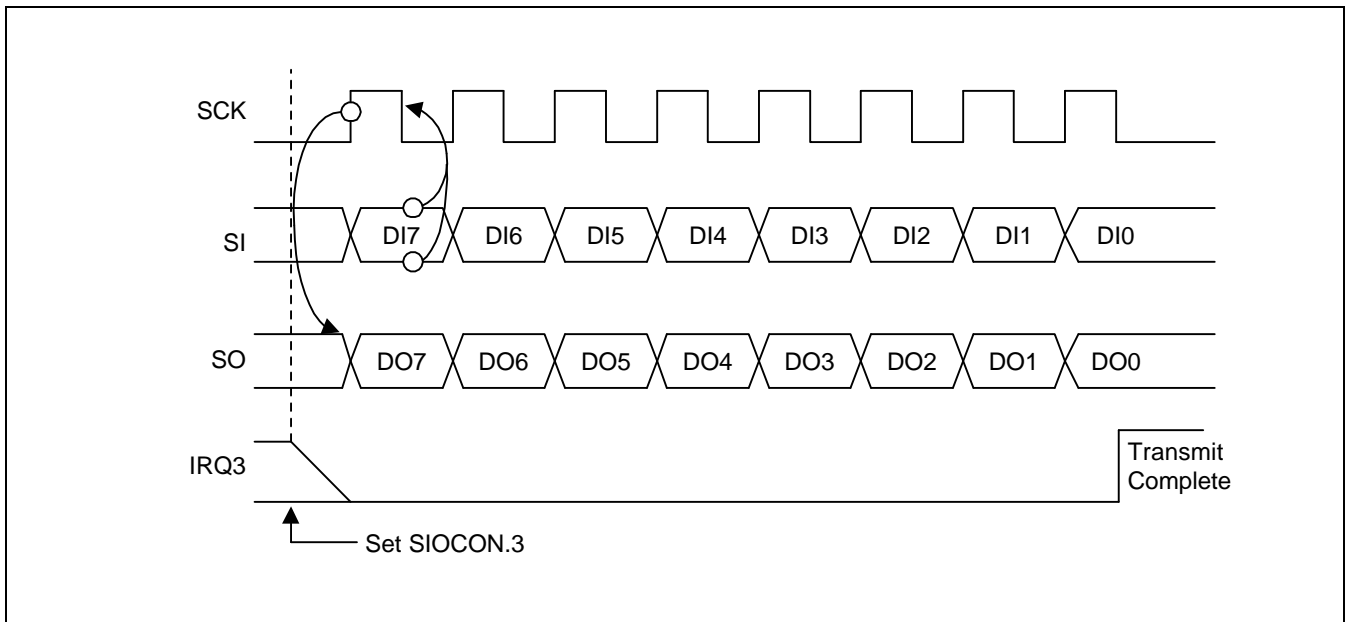 SCK
SI DI7 DI6 DI5 DI4 DI3 DI2 DI1 DI0
SO DO7 DO6 DO5 DO4 DO3 DO2 DO1 DO0
IRQ3
Transmit
Complete
Set SIOCON.3